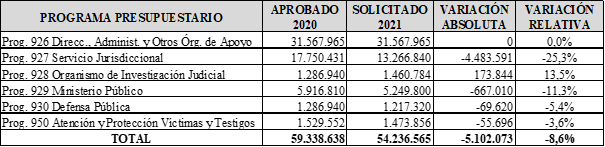 PROGRAMA PRESUPUESTARIO APROBADO 2020 SOLICITADO 2021 VARIACIÓN ABSOLUTA VARIACIÓN RELATIVA
Prog. 926 Direcc., Administ. y Otros Órg. de Apoyo 31.567.965 31.567.965 0 0,0%
Prog. 927 Servicio Jurisdiccional 17.750.431 13.266.840 -4.483.591 -25,3%
Prog. 928 Organismo de Investigación Judicial 1.286.940 1.460.784 173.844 13,5%
Prog. 929 Ministerio Público 5.916.810 5.249.800 -667.010 -11,3%
Prog. 930 Defensa Pública 1.286.940 1.217.320 -69.620 -5,4%
Prog. 950 Atención y Protección Víctimas y Testigos 1.529.552 1.473.856 -55.696 -3,6%
TOTAL 59.338.638 54.236.565 -5.102.073 -8,6%